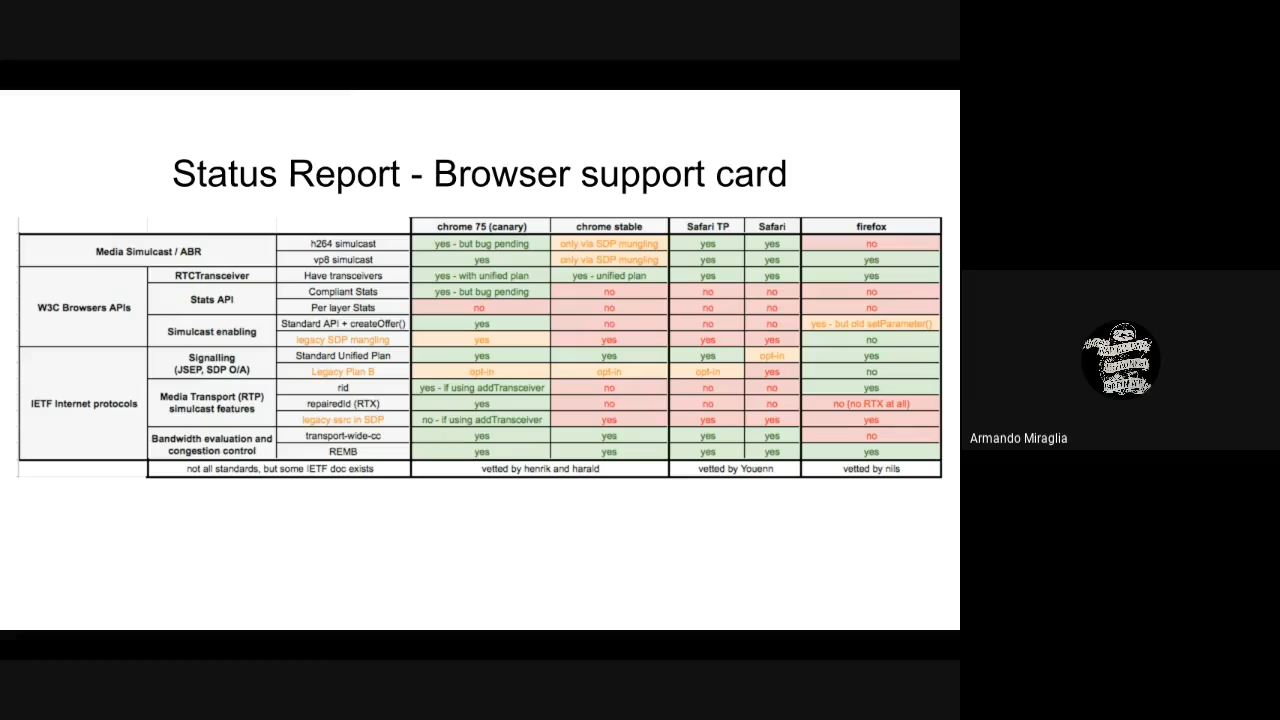 Status Report - Browser support card
chrome 75 (canary) chrome stable Safari TP Safari firefox
Media Simulcast / ABR h264 simulcast yes - but bug pending only via SDP mungling yes yes no
vp8 simulcast yes only via SDP mungling yes yes yes
W3C Browsers APIs RTCTransceiver Have transceivers yes - with unified plan yes - unified plan yes yes yes
Stats API Compliant Stats yes - but bug pending no no no no
Per layer Stats no no no no no
Simulcast enabling Standard API + createOffer() yes no no no yes - but old setParameter()
legacy SDP mangling yes yes yes yes no
IETF Internet protocols Signalling (JSEP, SDP O/A) Standard Unified Plan yes yes yes opt-in yes
Legacy Plan B opt-in opt-in opt-in yes no
Media Transport (RTP) simulcast features rid yes - if using addTransceiver no no no yes
repairedId (RTX) yes no no no no (no RTX at all)
legacy ssrc in SDP no - if using addTransceiver yes yes yes yes
Bandwidth evaluation and congestion control transport-wide-cc yes yes yes yes no
REMB yes yes yes yes yes
not all standards, but some IETF doc exists vetted by henrik and harald vetted by Youenn vetted by nils
Armando Miraglia